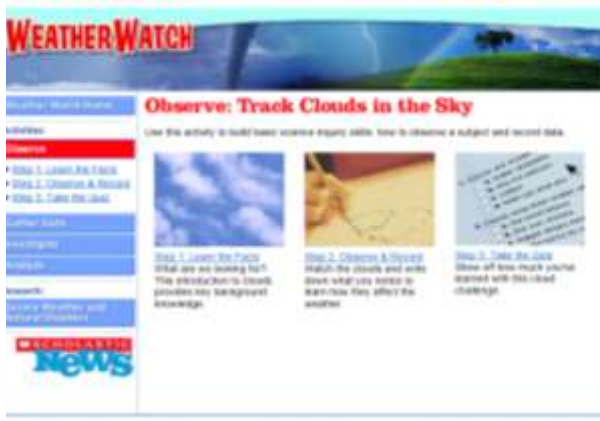 WEATHER WATCH
Weather Watch Home
Observe: Track Clouds in the Sky
Activities
Use this activity to build basic science inquiry skills: how to observe a subject and record data.
Observe
Step 1: Learn the Facts
Step 2: Observe & Record
Step 3: Take the Quiz
Gather Data
Investigate
Analyze
Research
Severe Weather and
Natural Disasters
SCHOLASTIC
NEWS
Step 1: Learn the Facts
What are we looking for?
This introduction to clouds
provides key background
knowledge.
Step 2: Observe & Record
Watch the clouds and write
down what you notice to
learn how they affect the
weather.
Step 3: Take the Quiz
Show off how much you've
learned with this cloud
challenge.